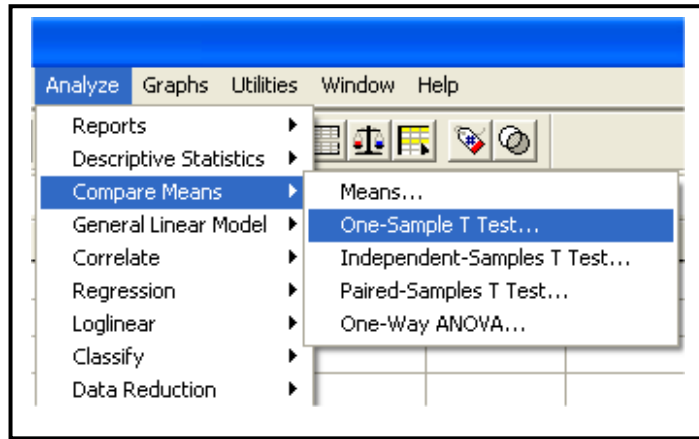 Analyze Graphs Utilities Window Help
Reports
Descriptive Statistics
Compare Means
General Linear Model
Correlate
Regression
Loglinear
Classify
Data Reduction
Means...
One-Sample T Test...
Independent-Samples T Test...
Paired-Samples T Test...
One-Way ANOVA...